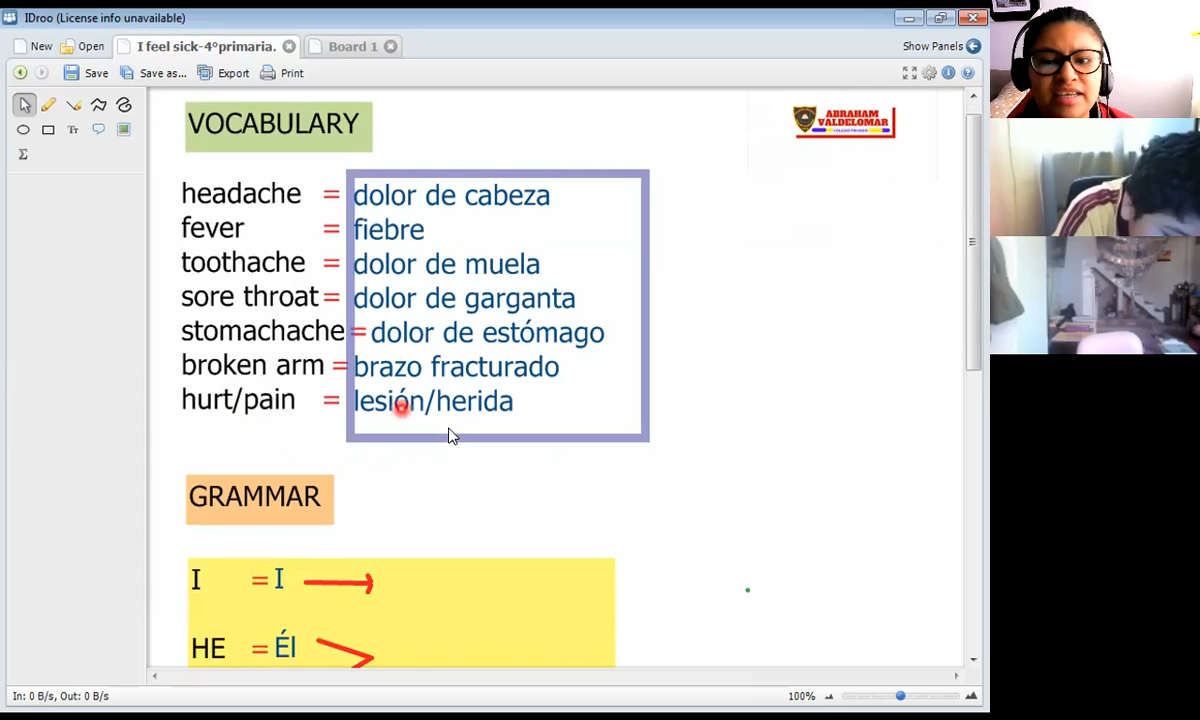 IDroo (License info unavailable)
New Open I feel sick-4°primaria. Board 1 Show Panels
Save Save as... Export Print
VOCABULARY
ABRAHAM
VALDELOMAR
COLEGIO PRIVADO
headache = dolor de cabeza
fever = fiebre
toothache = dolor de muela
sore throat = dolor de garganta
stomachache = dolor de estómago
broken arm = brazo fracturado
hurt/pain = lesión/herida
GRAMMAR
I = I
HE = Él
In: 0 B/s, Out: 0 B/s 100%